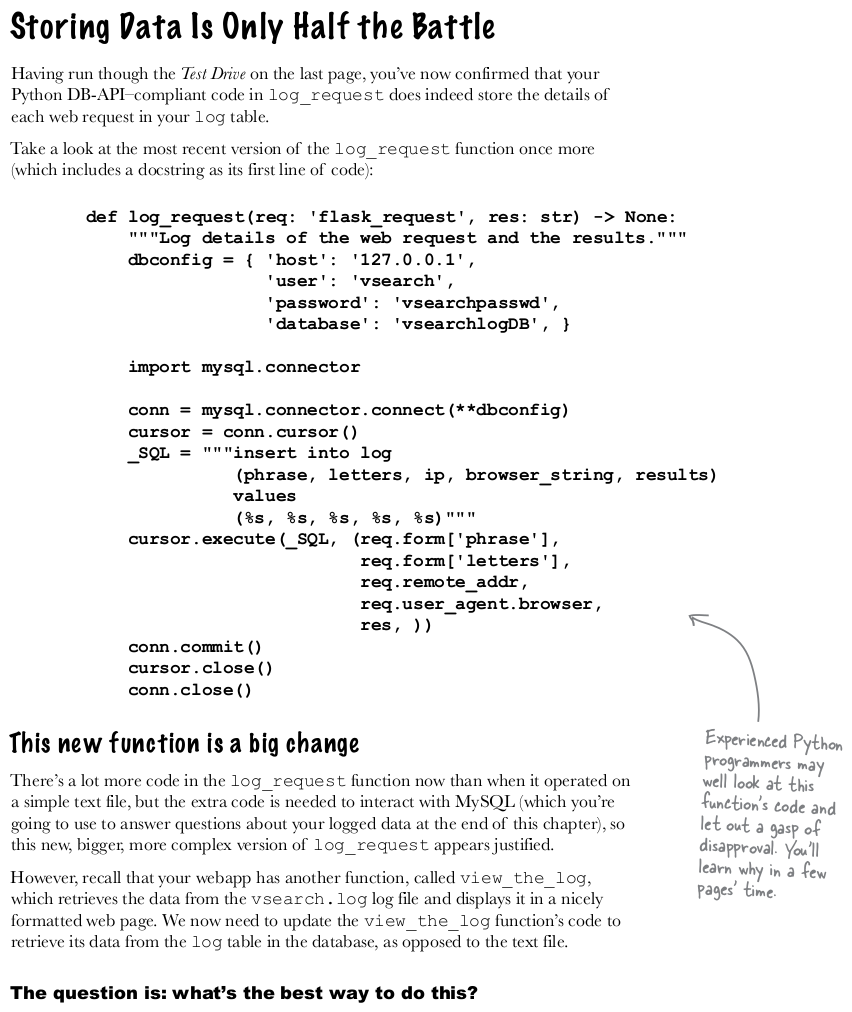 Storing Data Is Only Half the Battle
Having run though the Test Drive on the last page, you’ve now confirmed that your
Python DB-API–compliant code in log_request does indeed store the details of
each web request in your log table.
Take a look at the most recent version of the log_request function once more
(which includes a docstring as its first line of code):
def log_request(req: 'flask_request', res: str) -> None:
    """Log details of the web request and the results."""
    dbconfig = { 'host': '127.0.0.1',
                 'user': 'vsearch',
                 'password': 'vsearchpasswd',
                 'database': 'vsearchlogDB', }
    import mysql.connector
    conn = mysql.connector.connect(**dbconfig)
    cursor = conn.cursor()
    _SQL = """insert into log
              (phrase, letters, ip, browser_string, results)
              values
              (%s, %s, %s, %s, %s)"""
    cursor.execute(_SQL, (req.form['phrase'],
                          req.form['letters'],
                          req.remote_addr,
                          req.user_agent.browser,
                          res, ))
    conn.commit()
    cursor.close()
    conn.close()
Experienced Python
programmers may
well look at this
function’s code and
let out a gasp of
disapproval. You’ll
learn why in a few
pages’ time.
This new function is a big change
There’s a lot more code in the log_request function now than when it operated on
a simple text file, but the extra code is needed to interact with MySQL (which you’re
going to use to answer questions about your logged data at the end of this chapter), so
this new, bigger, more complex version of log_request appears justified.
However, recall that your webapp has another function, called view_the_log,
which retrieves the data from the vsearch.log log file and displays it in a nicely
formatted web page. We now need to update the view_the_log function’s code to
retrieve its data from the log table in the database, as opposed to the text file.
The question is: what’s the best way to do this?